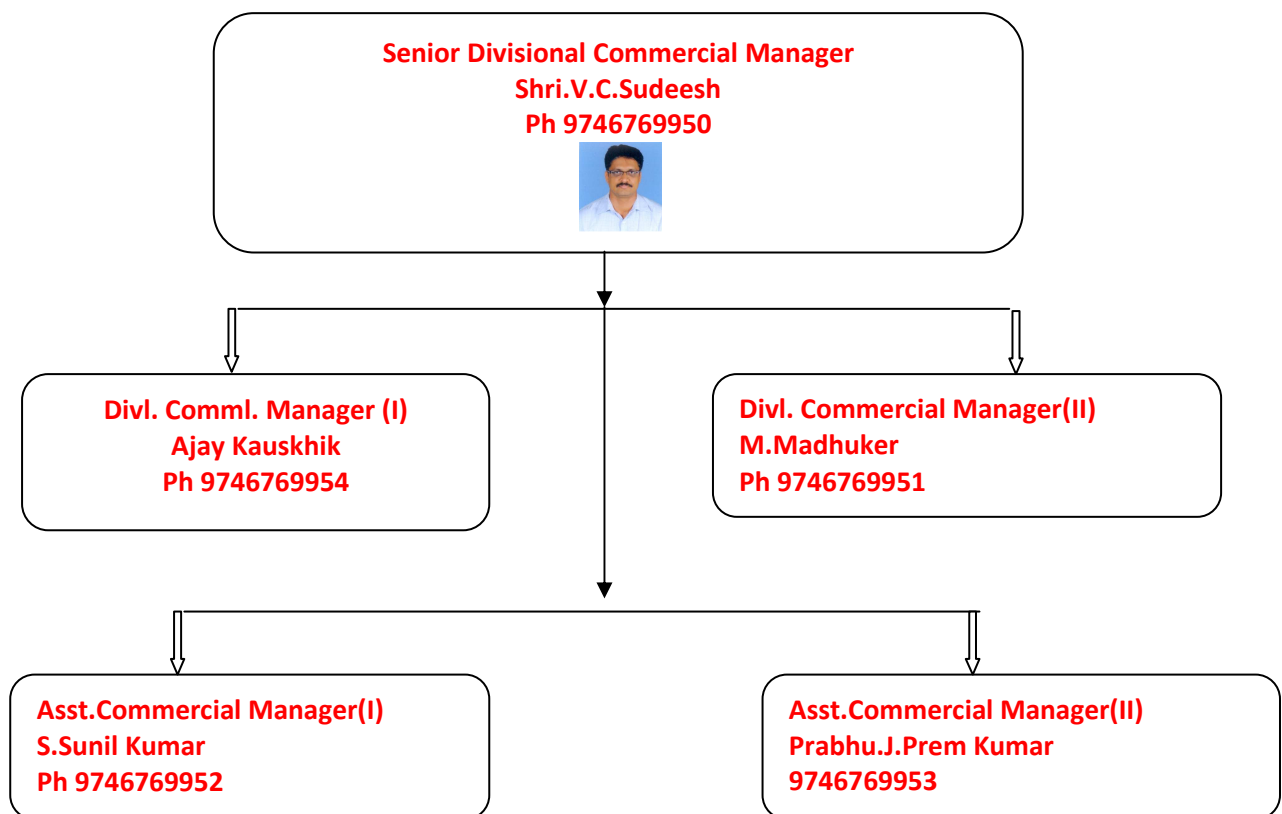 Senior Divisional Commercial Manager
Shri.V.C.Sudeesh
Ph 9746769950
Divl. Comml. Manager (I)
Ajay Kauskhik
Ph 9746769954
Divl. Commercial Manager(II)
M.Madhuker
Ph 9746769951
Asst.Commercial Manager(I)
S.Sunil Kumar
Ph 9746769952
Asst.Commercial Manager(II)
Prabhu.J.Prem Kumar
9746769953